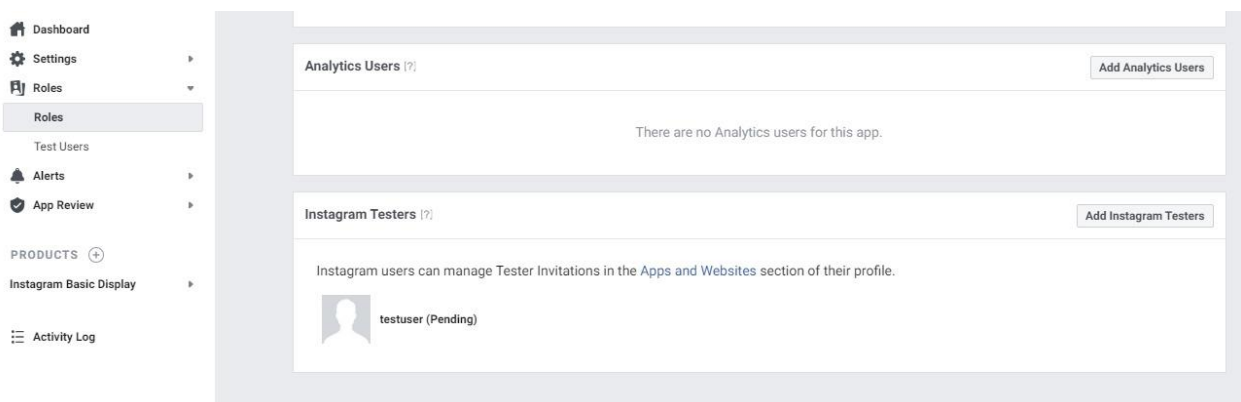 Dashboard
Settings
Roles
Roles
Test Users
Alerts
App Review
PRODUCTS
Instagram Basic Display
Activity Log
Analytics Users [?]
Add Analytics Users
There are no Analytics users for this app.
Instagram Testers [?]
Add Instagram Testers
Instagram users can manage Tester Invitations in the Apps and Websites section of their profile.
testuser (Pending)